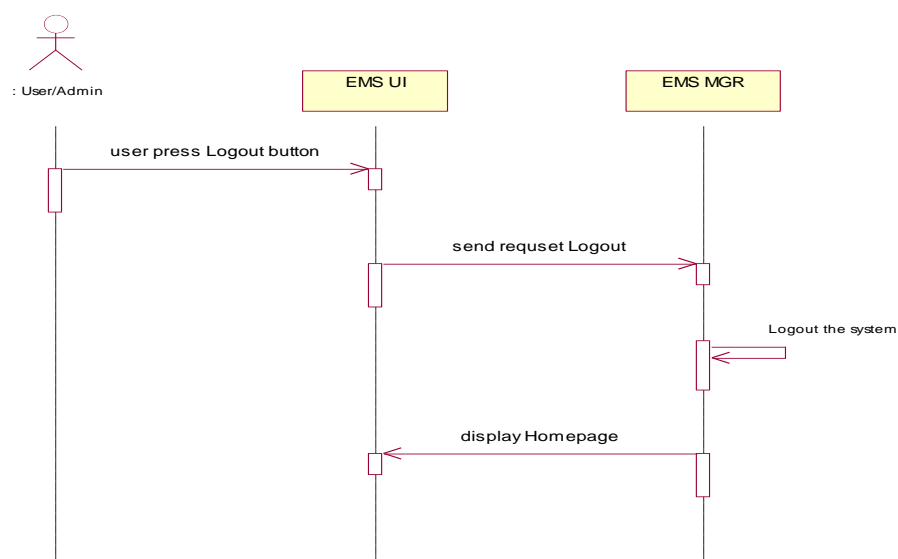 : User/Admin
EMS UI
EMS MGR
user press Logout button
send requset Logout
Logout the system
display Homepage